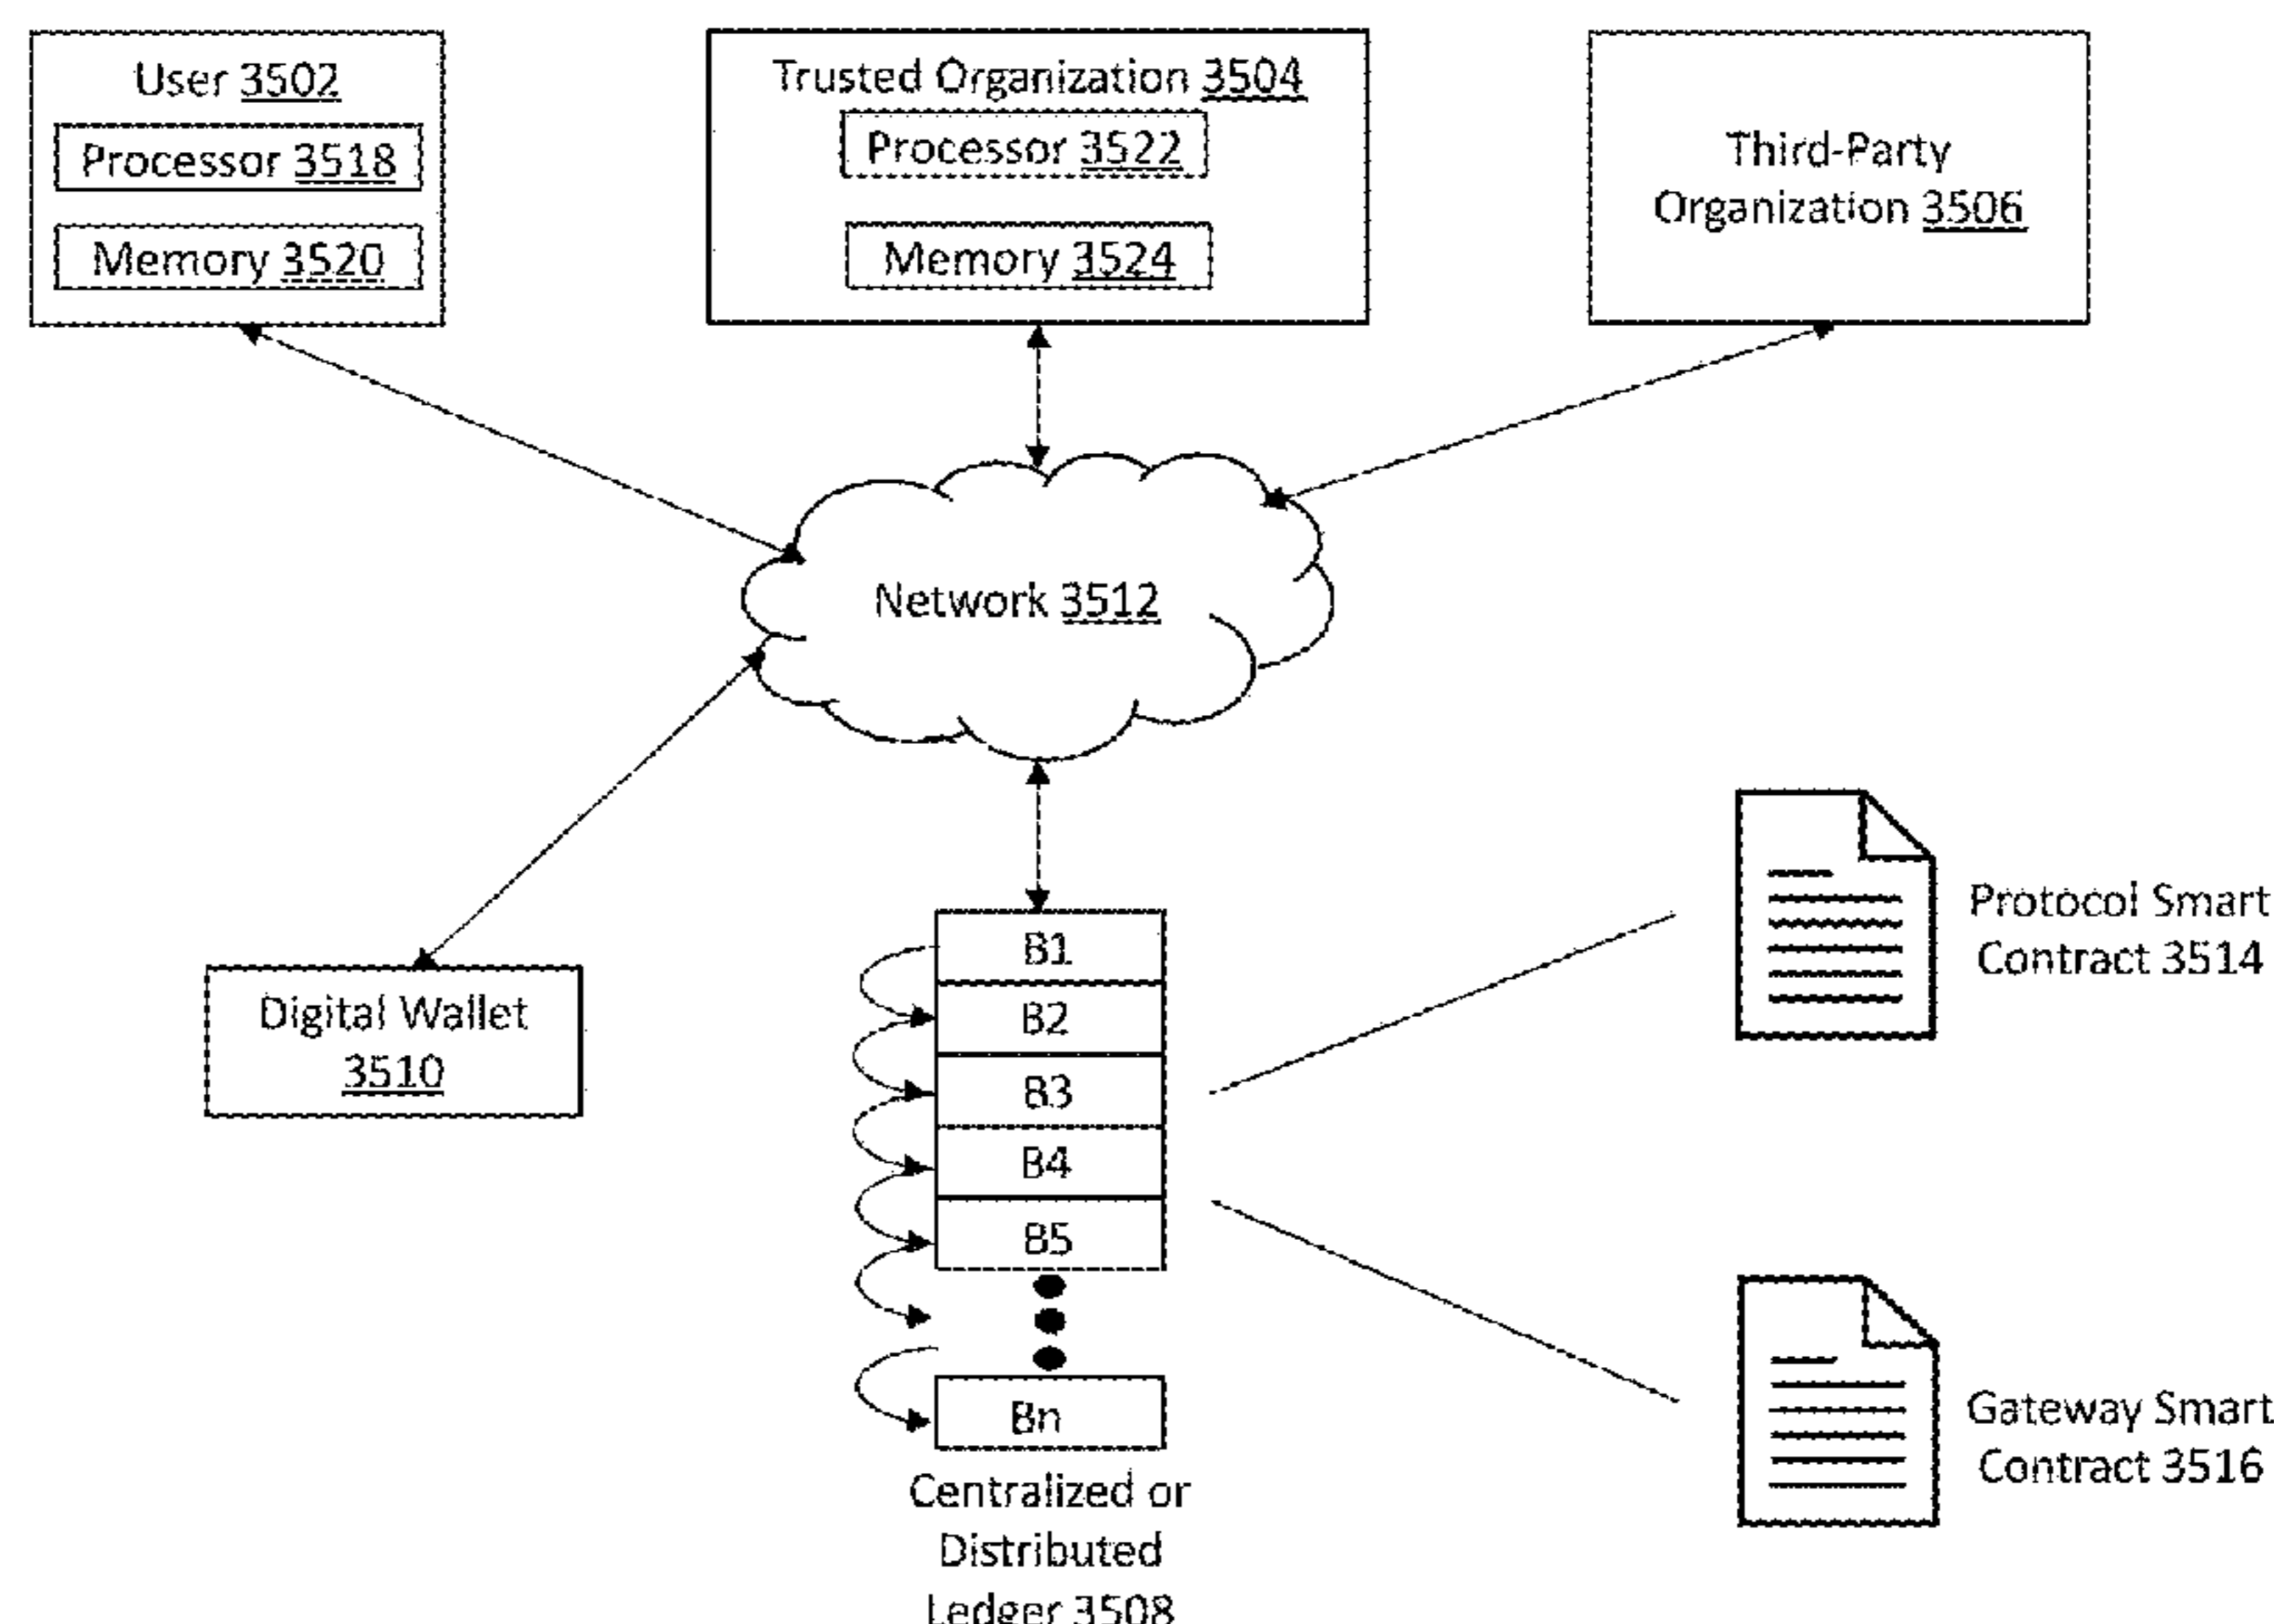 User 3502
Processor 3518
Memory 3520
Trusted Organization 3504
Processor 3522
Memory 3524
Third-Party
Organization 3506
Network 3512
Digital Wallet
3510
B1
B2
B3
B4
B5
Bn
Centralized or
Distributed
Ledger 3508
Protocol Smart
Contract 3514
Gateway Smart
Contract 3516